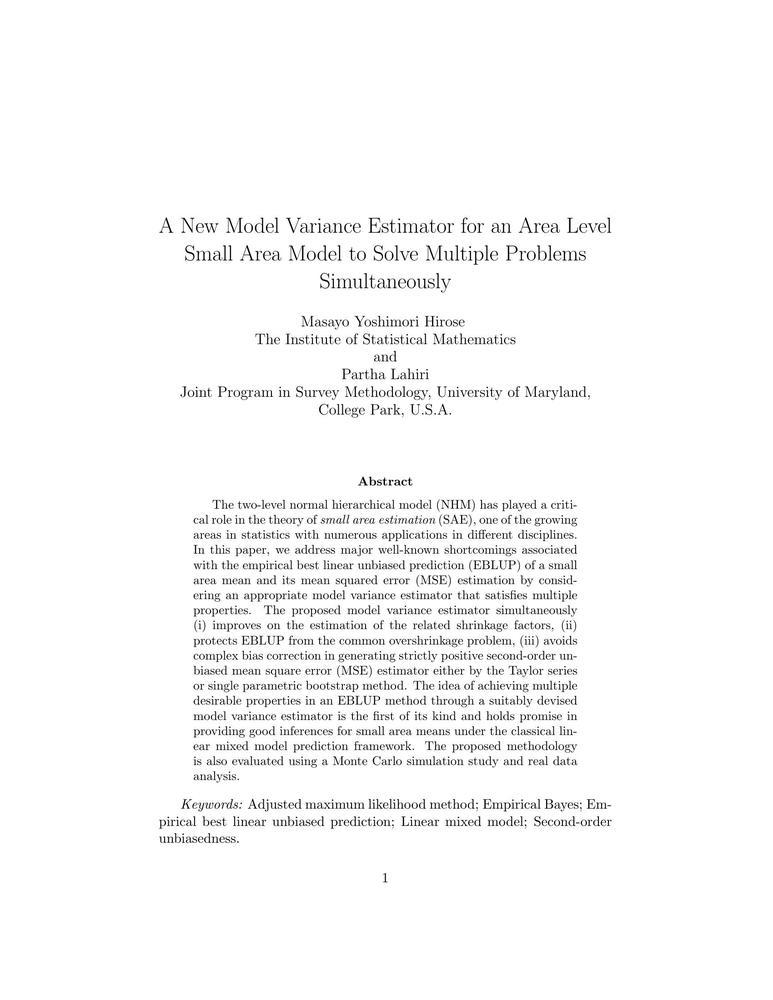 A New Model Variance Estimator for an Area Level
Small Area Model to Solve Multiple Problems
Simultaneously
Masayo Yoshimori Hirose
The Institute of Statistical Mathematics
and
Partha Lahiri
Joint Program in Survey Methodology, University of Maryland,
College Park, U.S.A.
Abstract
The two-level normal hierarchical model (NHM) has played a criti-
cal role in the theory of small area estimation (SAE), one of the growing
areas in statistics with numerous applications in different disciplines.
In this paper, we address major well-known shortcomings associated
with the empirical best linear unbiased prediction (EBLUP) of a small
area mean and its mean squared error (MSE) estimation by consid-
ering an appropriate model variance estimator that satisfies multiple
properties. The proposed model variance estimator simultaneously
(i) improves on the estimation of the related shrinkage factors, (ii)
protects EBLUP from the common overshrinkage problem, (iii) avoids
complex bias correction in generating strictly positive second-order un-
biased mean square error (MSE) estimator either by the Taylor series
or single parametric bootstrap method. The idea of achieving multiple
desirable properties in an EBLUP method through a suitably devised
model variance estimator is the first of its kind and holds promise in
providing good inferences for small area means under the classical lin-
ear mixed model prediction framework. The proposed methodology
is also evaluated using a Monte Carlo simulation study and real data
analysis.
Keywords: Adjusted maximum likelihood method; Empirical Bayes; Em-
pirical best linear unbiased prediction; Linear mixed model; Second-order
unbiasedness.
1